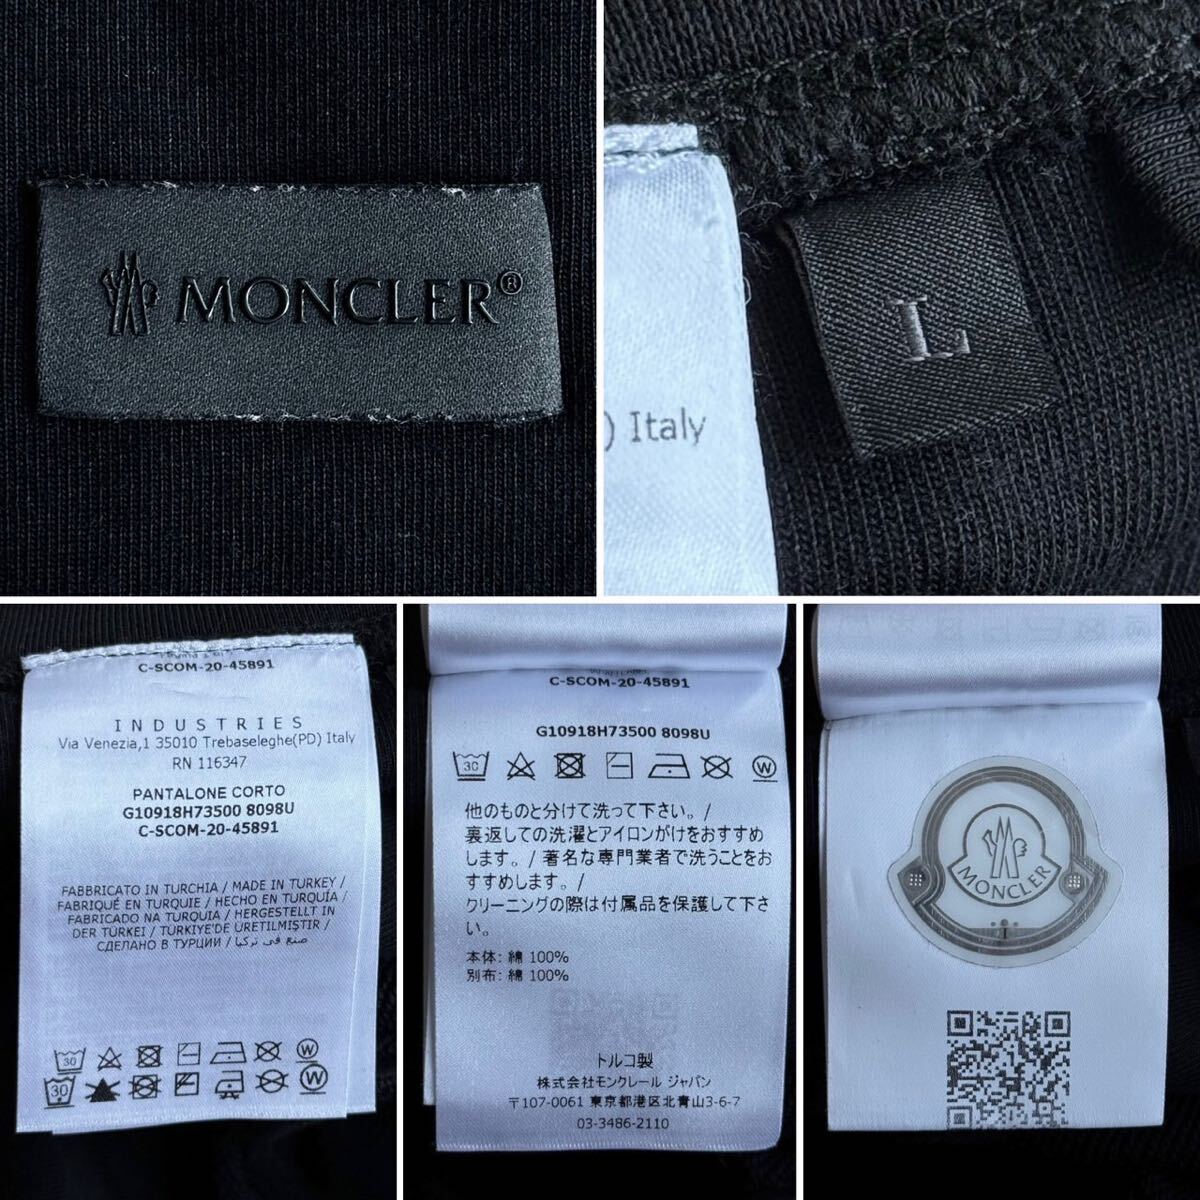 MONCLER®
) Italy
L
C-SCOM-20-45891
INDUSTRIES
Via Venezia,1 35010 Trebaseleghe(PD) Italy
RN 116347
PANTALONE CORTO
G10918H73500 8098U
C-SCOM-20-45891
FABBRICATO IN TURCHIA / MADE IN TURKEY /
FABRIQUÉ EN TURQUIE / HECHO EN TURQUÍA /
FABRICADO NA TURQUIA / HERGESTELLT IN
DER TÜRKEI / TÜRKIYE'DE ÜRETILMIŞTIR /
СДЕЛАНО В ТУРЦИИ / صنع في تركيا
30
W
30
W
C-SCOM-20-45891
G10918H73500 8098U
30
W
他のものと分けて洗って下さい。/
裏返しての洗濯とアイロンがけをおすすめ
します。/ 著名な専門業者で洗うことをお
すすめします。/
クリーニングの際は付属品を保護して下さ
い。
本体: 綿 100%
別布: 綿 100%
トルコ製
株式会社モンクレール ジャパン
〒107-0061 東京都港区北青山3-6-7
03-3486-2110
MONCLER